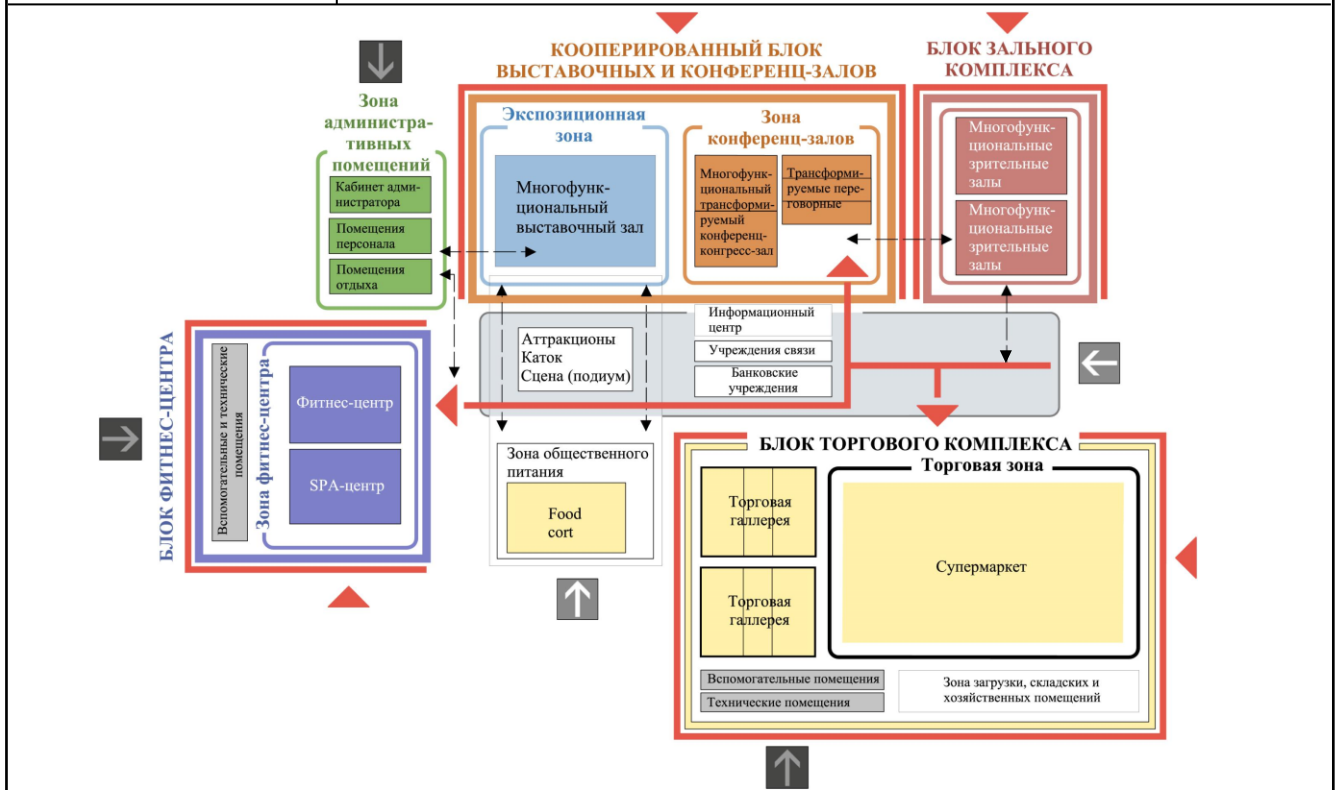 КООПЕРИРОВАННЫЙ БЛОК
ВЫСТАВОЧНЫХ И КОНФЕРЕНЦ-ЗАЛОВ
БЛОК ЗАЛЬНОГО
КОМПЛЕКСА
Зона
администра-
тивных
помещений
Кабинет адми-
нистратора
Помещения
персонала
Помещения
отдыха
Экспозиционная
зона
Многофунк-
циональный
выставочный зал
Зона
конференц-залов
Многофунк-
циональный
трансформи-
руемый
конференц-
конгресс-зал
Трансформи-
руемые пере-
говорные
Многофунк-
циональные
зрительные
залы
Многофунк-
циональные
зрительные
залы
Аттракционы
Каток
Сцена (подиум)
Информационный
центр
Учреждения связи
Банковские
учреждения
БЛОК ФИТНЕС-ЦЕНТРА
Вспомогательные и технические
помещения
Зона фитнес-центра
Фитнес-центр
SPA-центр
Зона общественного
питания
Food
cort
БЛОК ТОРГОВОГО КОМПЛЕКСА
Торговая зона
Торговая
галлерея
Торговая
галлерея
Супермаркет
Вспомогательные помещения
Технические помещения
Зона загрузки, складских и
хозяйственных помещений